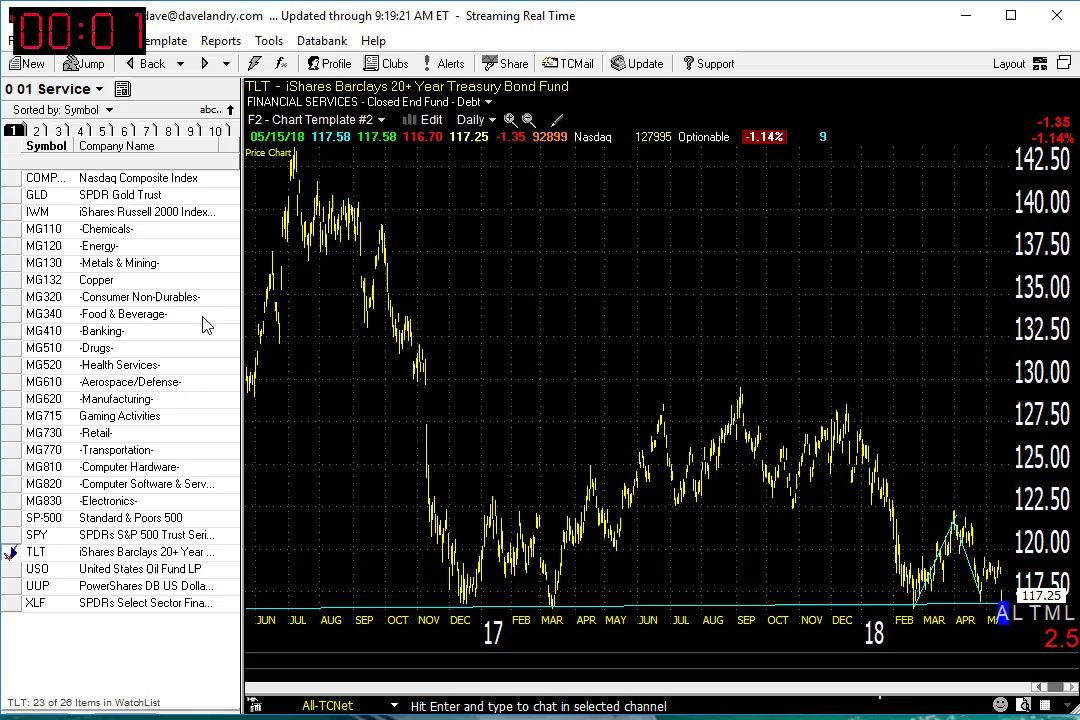 00:01
dave@davelandry.com ... Updated through 9:19:21 AM ET - Streaming Real Time
emplate Reports Tools Databank Help
New Jump Back Profile Clubs Alerts Share TCMail Update Support Layout
0 01 Service
Sorted by: Symbol abc..
1 2 3 4 5 6 7 8 9 10
Symbol Company Name
COMP... Nasdaq Composite Index
GLD SPDR Gold Trust
IWM iShares Russell 2000 Index...
MG110 -Chemicals-
MG120 -Energy-
MG130 -Metals & Mining-
MG132 Copper
MG320 -Consumer Non-Durables-
MG340 -Food & Beverage-
MG410 -Banking-
MG510 -Drugs-
MG520 -Health Services-
MG610 -Aerospace/Defense-
MG620 -Manufacturing-
MG715 Gaming Activities
MG730 -Retail-
MG770 -Transportation-
MG810 -Computer Hardware-
MG820 -Computer Software & Serv...
MG830 -Electronics-
SP-500 Standard & Poors 500
SPY SPDRs S&P 500 Trust Seri...
TLT iShares Barclays 20+ Year ...
USO United States Oil Fund LP
UUP PowerShares DB US Dolla...
XLF SPDRs Select Sector Fina...
TLT: 23 of 26 Items in WatchList
TLT - iShares Barclays 20+ Year Treasury Bond Fund
FINANCIAL SERVICES - Closed End Fund - Debt
F2 - Chart Template #2 Edit Daily
05/15/18 117.58 117.58 116.70 117.25 -1.35 92899 Nasdaq 127995 Optionable -1.14% 9
Price Chart
-1.35
-1.14%
142.50
140.00
137.50
135.00
132.50
130.00
127.50
125.00
122.50
120.00
117.50
117.25
A L T M L
JUN JUL AUG SEP OCT NOV DEC 17 FEB MAR APR MAY JUN JUL AUG SEP OCT NOV DEC 18 FEB MAR APR
2.5
All-TCNet Hit Enter and type to chat in selected channel